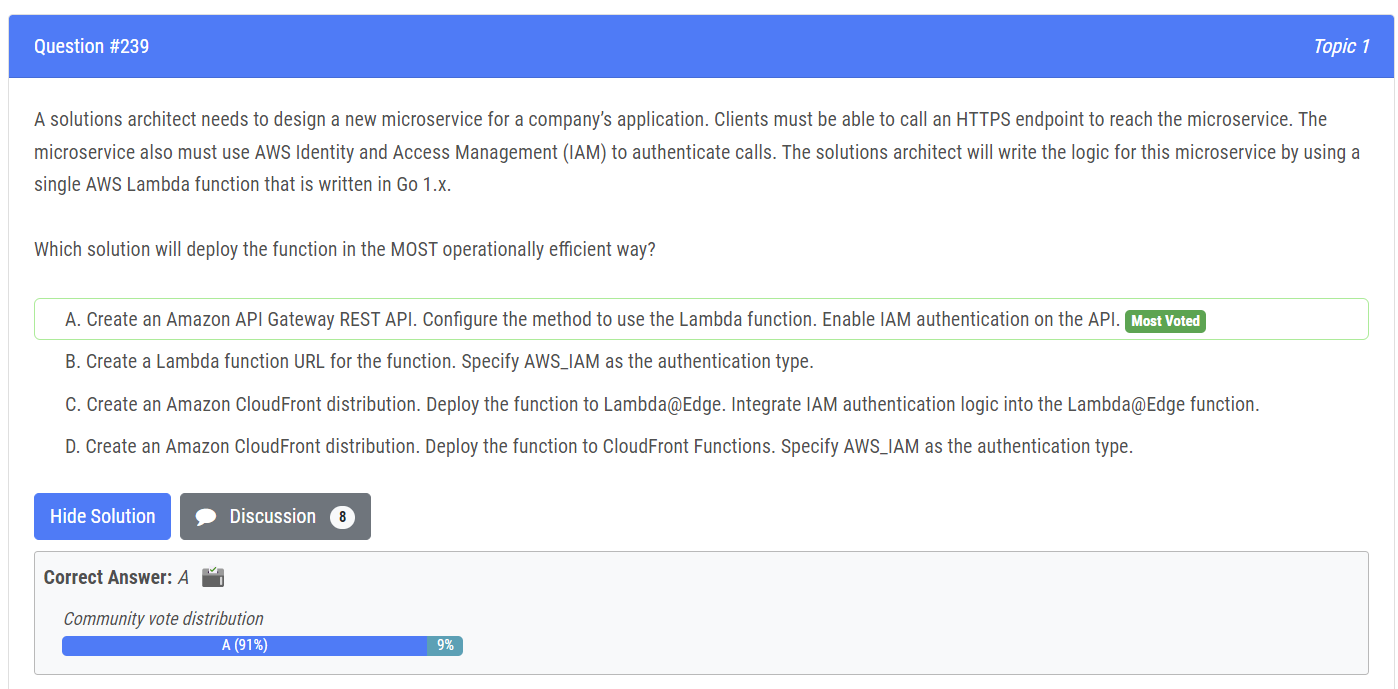 Question #239
Topic 1
A solutions architect needs to design a new microservice for a company's application. Clients must be able to call an HTTPS endpoint to reach the microservice. The
microservice also must use AWS Identity and Access Management (IAM) to authenticate calls. The solutions architect will write the logic for this microservice by using a
single AWS Lambda function that is written in Go 1.x.
Which solution will deploy the function in the MOST operationally efficient way?
A. Create an Amazon API Gateway REST API. Configure the method to use the Lambda function. Enable IAM authentication on the API. Most Voted
B. Create a Lambda function URL for the function. Specify AWS_IAM as the authentication type.
C. Create an Amazon CloudFront distribution. Deploy the function to Lambda@Edge. Integrate IAM authentication logic into the Lambda@Edge function.
D. Create an Amazon CloudFront distribution. Deploy the function to CloudFront Functions. Specify AWS_IAM as the authentication type.
Hide Solution
Discussion 8
Correct Answer: A
Community vote distribution
A (91%)
9%